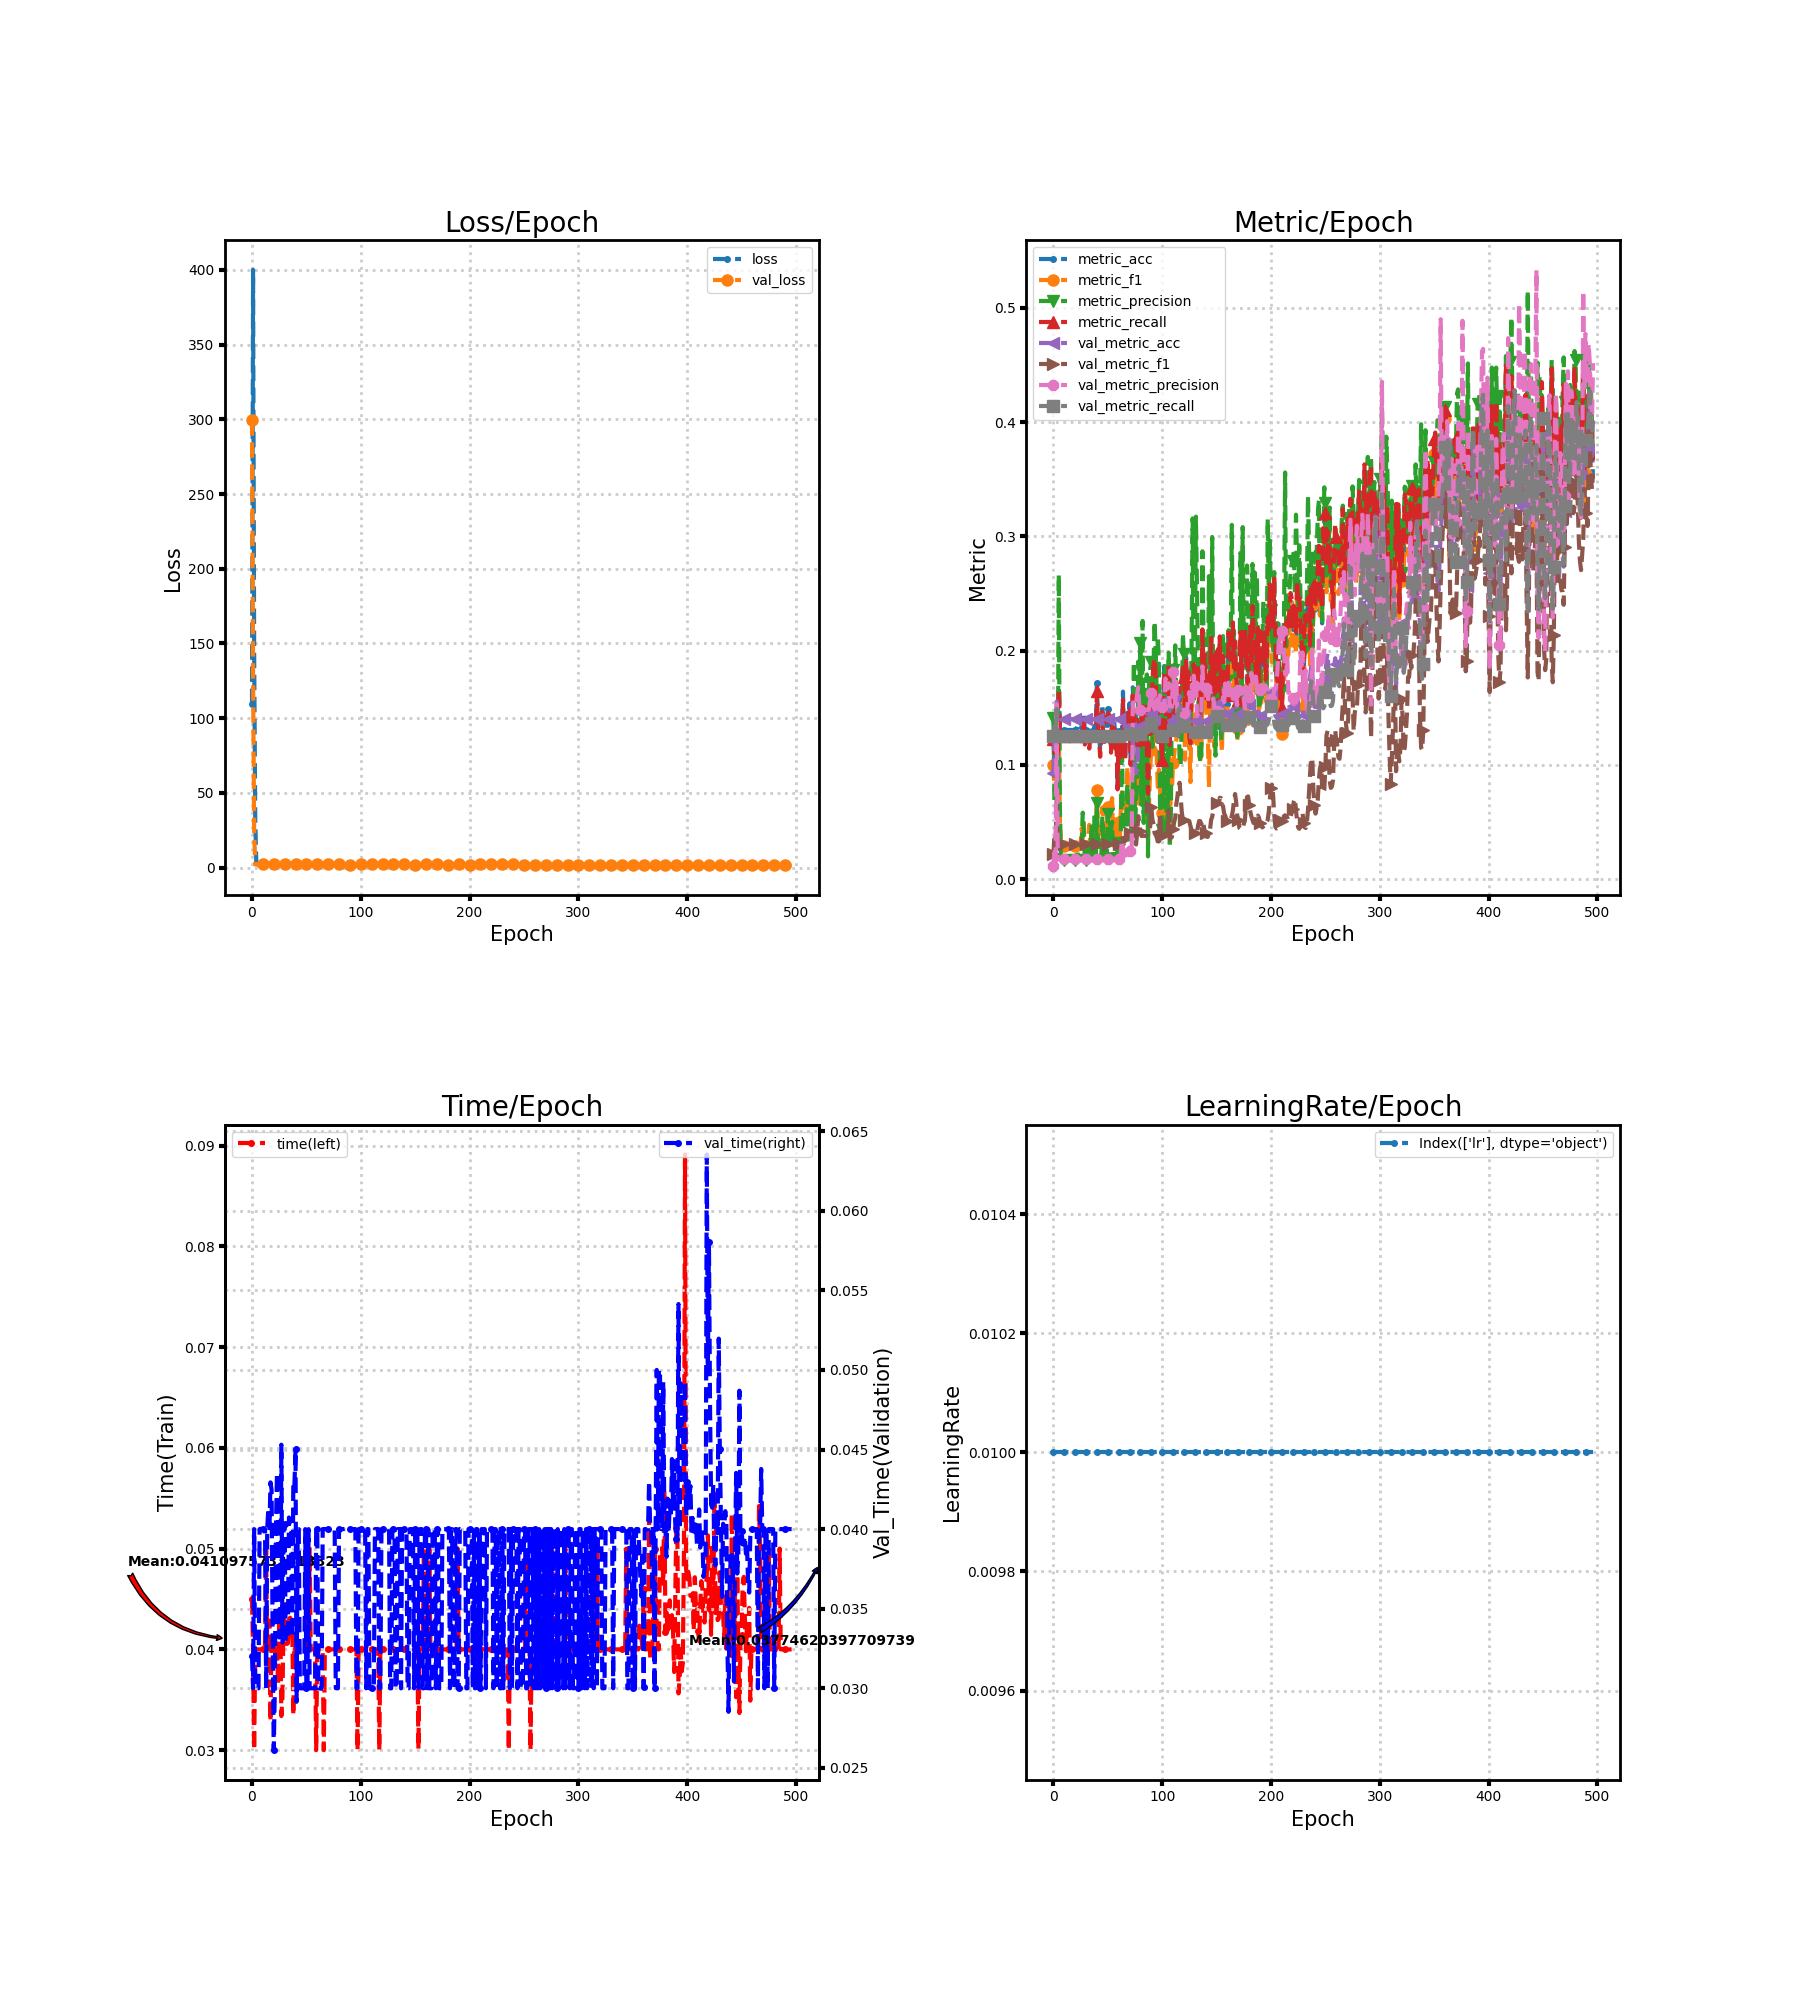 Loss/Epoch
400
350
300
250
200
150
100
50
0
Loss
loss
val_loss
0 100 200 300 400 500
Epoch
Metric/Epoch
0.5
0.4
0.3
0.2
0.1
0.0
Metric
metric_acc
metric_f1
metric_precision
metric_recall
val_metric_acc
val_metric_f1
val_metric_precision
val_metric_recall
0 100 200 300 400 500
Epoch
Time/Epoch
0.09
0.08
0.07
0.06
0.05
0.04
0.03
Time(Train)
time(left)
val_time(right)
0.065
0.060
0.055
0.050
0.045
0.040
0.035
0.030
0.025
Val_Time(Validation)
Mean:0.03774620397709739
0 100 200 300 400 500
Epoch
LearningRate/Epoch
0.0104
0.0102
0.0100
0.0098
0.0096
LearningRate
Index(['lr'], dtype='object')
0 100 200 300 400 500
Epoch